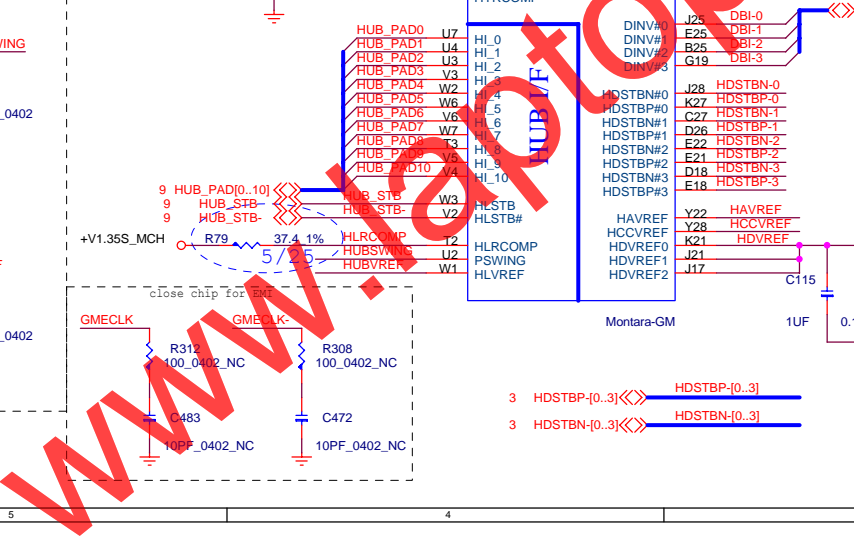 WING
_0402
_0402
HUB_PAD0 U7 HI_0
HUB_PAD1 U4 HI_1
HUB_PAD2 U3 HI_2
HUB_PAD3 V3 HI_3
HUB_PAD4 W2 HI_4
HUB_PAD5 W6 HI_5
HUB_PAD6 V6 HI_6
HUB_PAD7 W7 HI_7
HUB_PAD8 T3 HI_8
HUB_PAD9 V5 HI_9
HUB_PAD10 V4 HI_10
9 HUB_PAD[0..10]
9 HUB_STB HUB_STB W3 HLSTB
9 HUB_STB- HUB_STB- V2 HLSTB#
+V1.35S_MCH R79 37.4_1% HLRCOMP T2 HLRCOMP
5/25 HUBSWING U2 PSWING
HUBVREF W1 HLVREF
HUB I/F
DINV#0 J25 DBI-0
DINV#1 E25 DBI-1
DINV#2 B25 DBI-2
DINV#3 G19 DBI-3
HDSTBN#0 J28 HDSTBN-0
HDSTBP#0 K27 HDSTBP-0
HDSTBN#1 C27 HDSTBN-1
HDSTBP#1 D26 HDSTBP-1
HDSTBN#2 E22 HDSTBN-2
HDSTBP#2 E21 HDSTBP-2
HDSTBN#3 D18 HDSTBN-3
HDSTBP#3 E18 HDSTBP-3
HAVREF Y22 HAVREF
HCCVREF Y28 HCCVREF
HDVREF0 K21 HDVREF
HDVREF1 J21
HDVREF2 J17
C115
1UF
Montara-GM
close chip for EMI
GMECLK GMECLK-
R312 R308
100_0402_NC 100_0402_NC
C483 C472
10PF_0402_NC 10PF_0402_NC
3 HDSTBP-[0..3] HDSTBP-[0..3]
3 HDSTBN-[0..3] HDSTBN-[0..3]
5 4
www.laptop